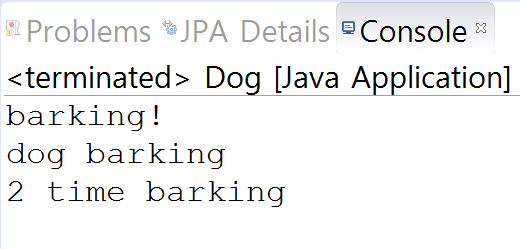 Problems JPA Details Console
<terminated> Dog [Java Application]
barking!
dog barking
2 time barking